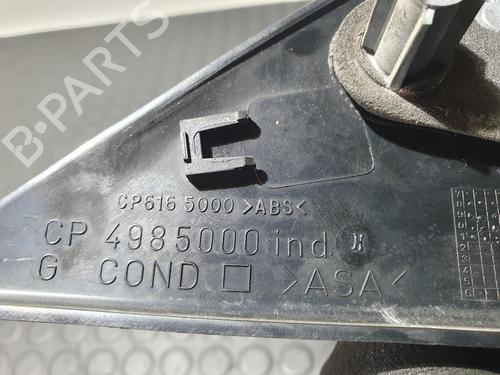 B-PARTS
CP616 5000 >ABS<
CP 4985000 ind. H
G COND □ >ASA<